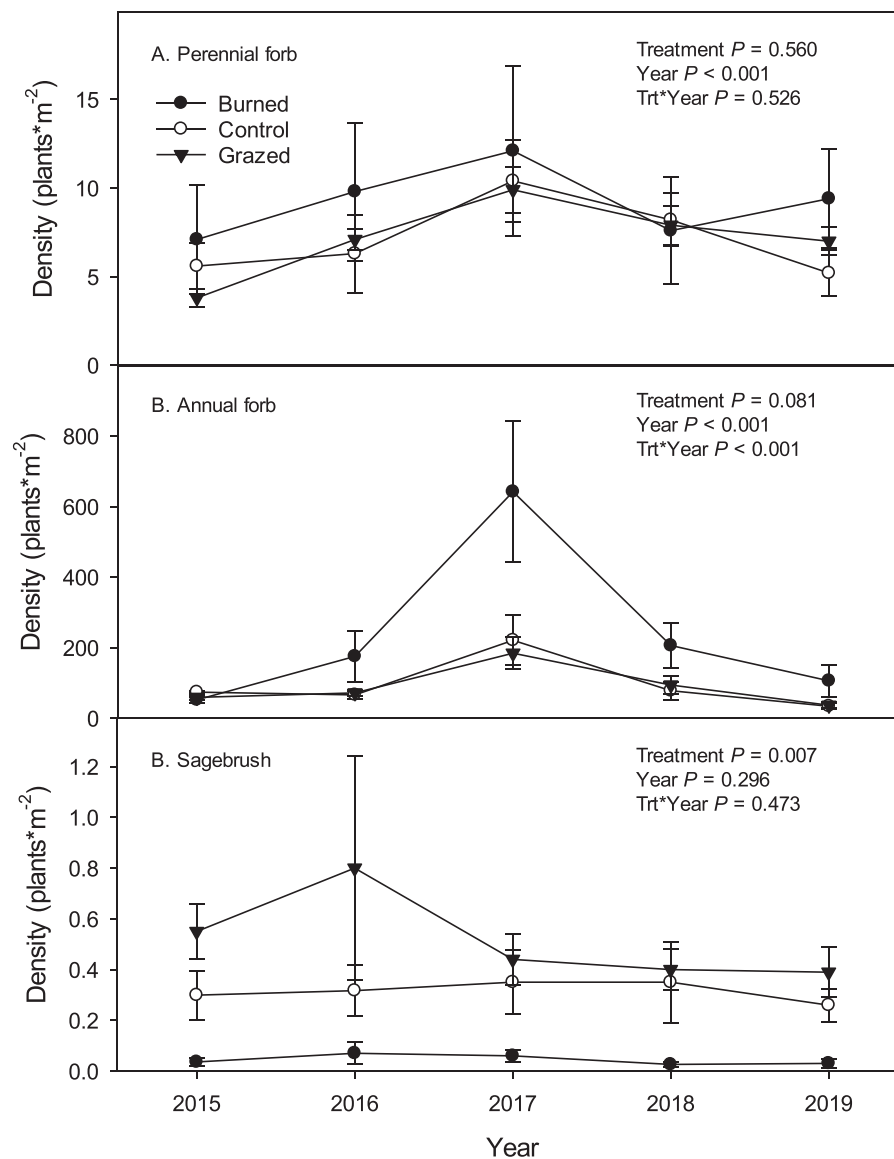 A. Perennial forb
Treatment P = 0.560
Year P < 0.001
Trt*Year P = 0.526
Burned
Control
Grazed
Density (plants*m-2)
15
10
5
0
B. Annual forb
Treatment P = 0.081
Year P < 0.001
Trt*Year P < 0.001
Density (plants*m-2)
800
600
400
200
0
B. Sagebrush
Treatment P = 0.007
Year P = 0.296
Trt*Year P = 0.473
Density (plants*m-2)
1.2
1.0
0.8
0.6
0.4
0.2
0.0
2015 2016 2017 2018 2019
Year